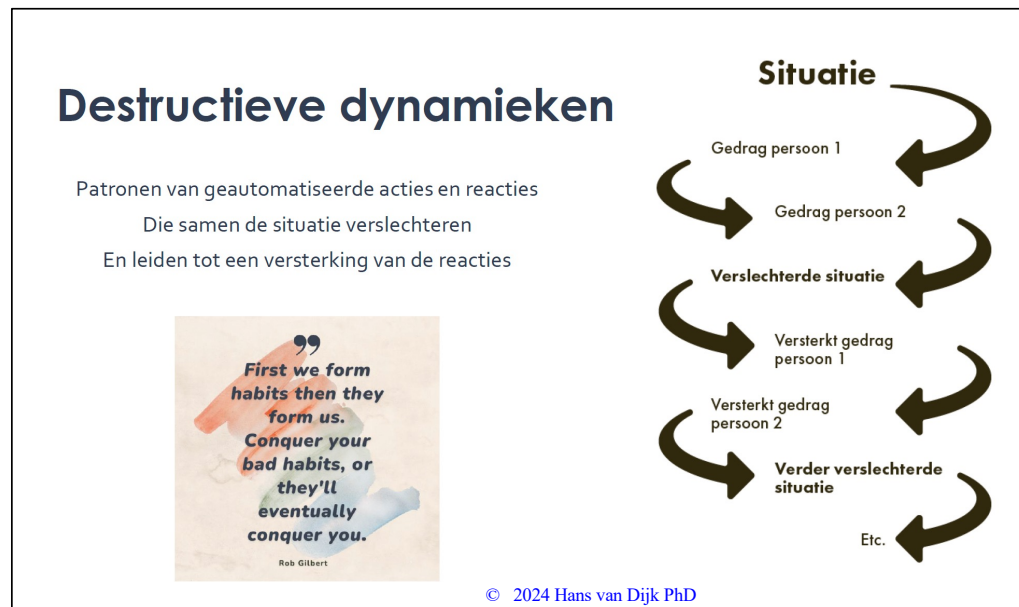 Destructieve dynamieken
Patronen van geautomatiseerde acties en reacties
Die samen de situatie verslechteren
En leiden tot een versterking van de reacties
”
First we form
habits then they
form us.
Conquer your
bad habits, or
they'll
eventually
conquer you.
Rob Gilbert
Situatie
Gedrag persoon 1
Gedrag persoon 2
Verslechterde situatie
Versterkt gedrag
persoon 1
Versterkt gedrag
persoon 2
Verder verslechterde
situatie
Etc.
© 2024 Hans van Dijk PhD